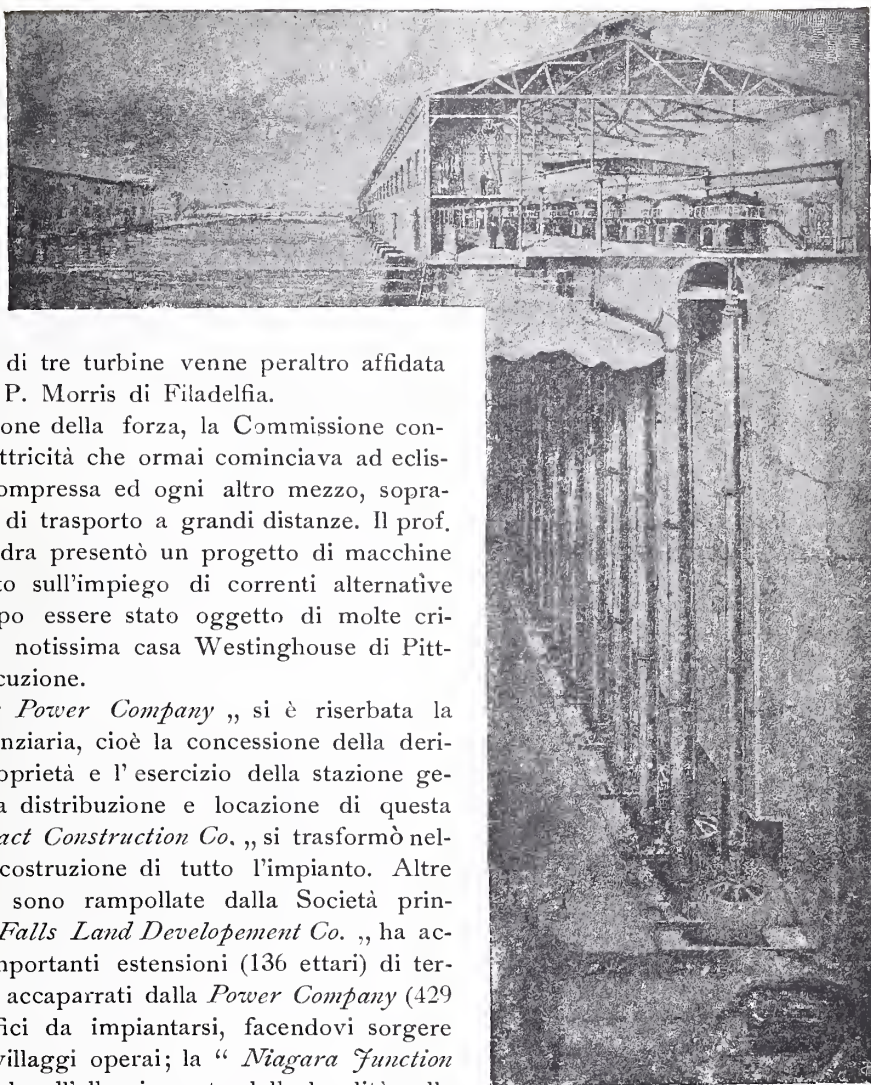 di tre turbine venne peraltro affidata
P. Morris di Filadelfia.
one della forza, la Commissione con-
ttricità che ormai cominciava ad eclis-
ompressa ed ogni altro mezzo, sopra-
di trasporto a grandi distanze. Il prof.
dra presentò un progetto di macchine
to sull'impiego di correnti alternative
po essere stato oggetto di molte cri-
notissima casa Westinghouse di Pitt-
cuzione.
Power Company „ si è riserbata la
nziaria, cioè la concessione della deri-
oprietà e l' esercizio della stazione ge-
a distribuzione e locazione di questa
act Construction Co. „ si trasformò nel-
costruzione di tutto l'impianto. Altre
sono rampollate dalla Società prin-
Falls Land Developement Co. „ ha ac-
nportanti estensioni (136 ettari) di ter-
accaparrati dalla Power Company (429
fici da impiantarsi, facendovi sorgere
villaggi operai; la “ Niagara Junction